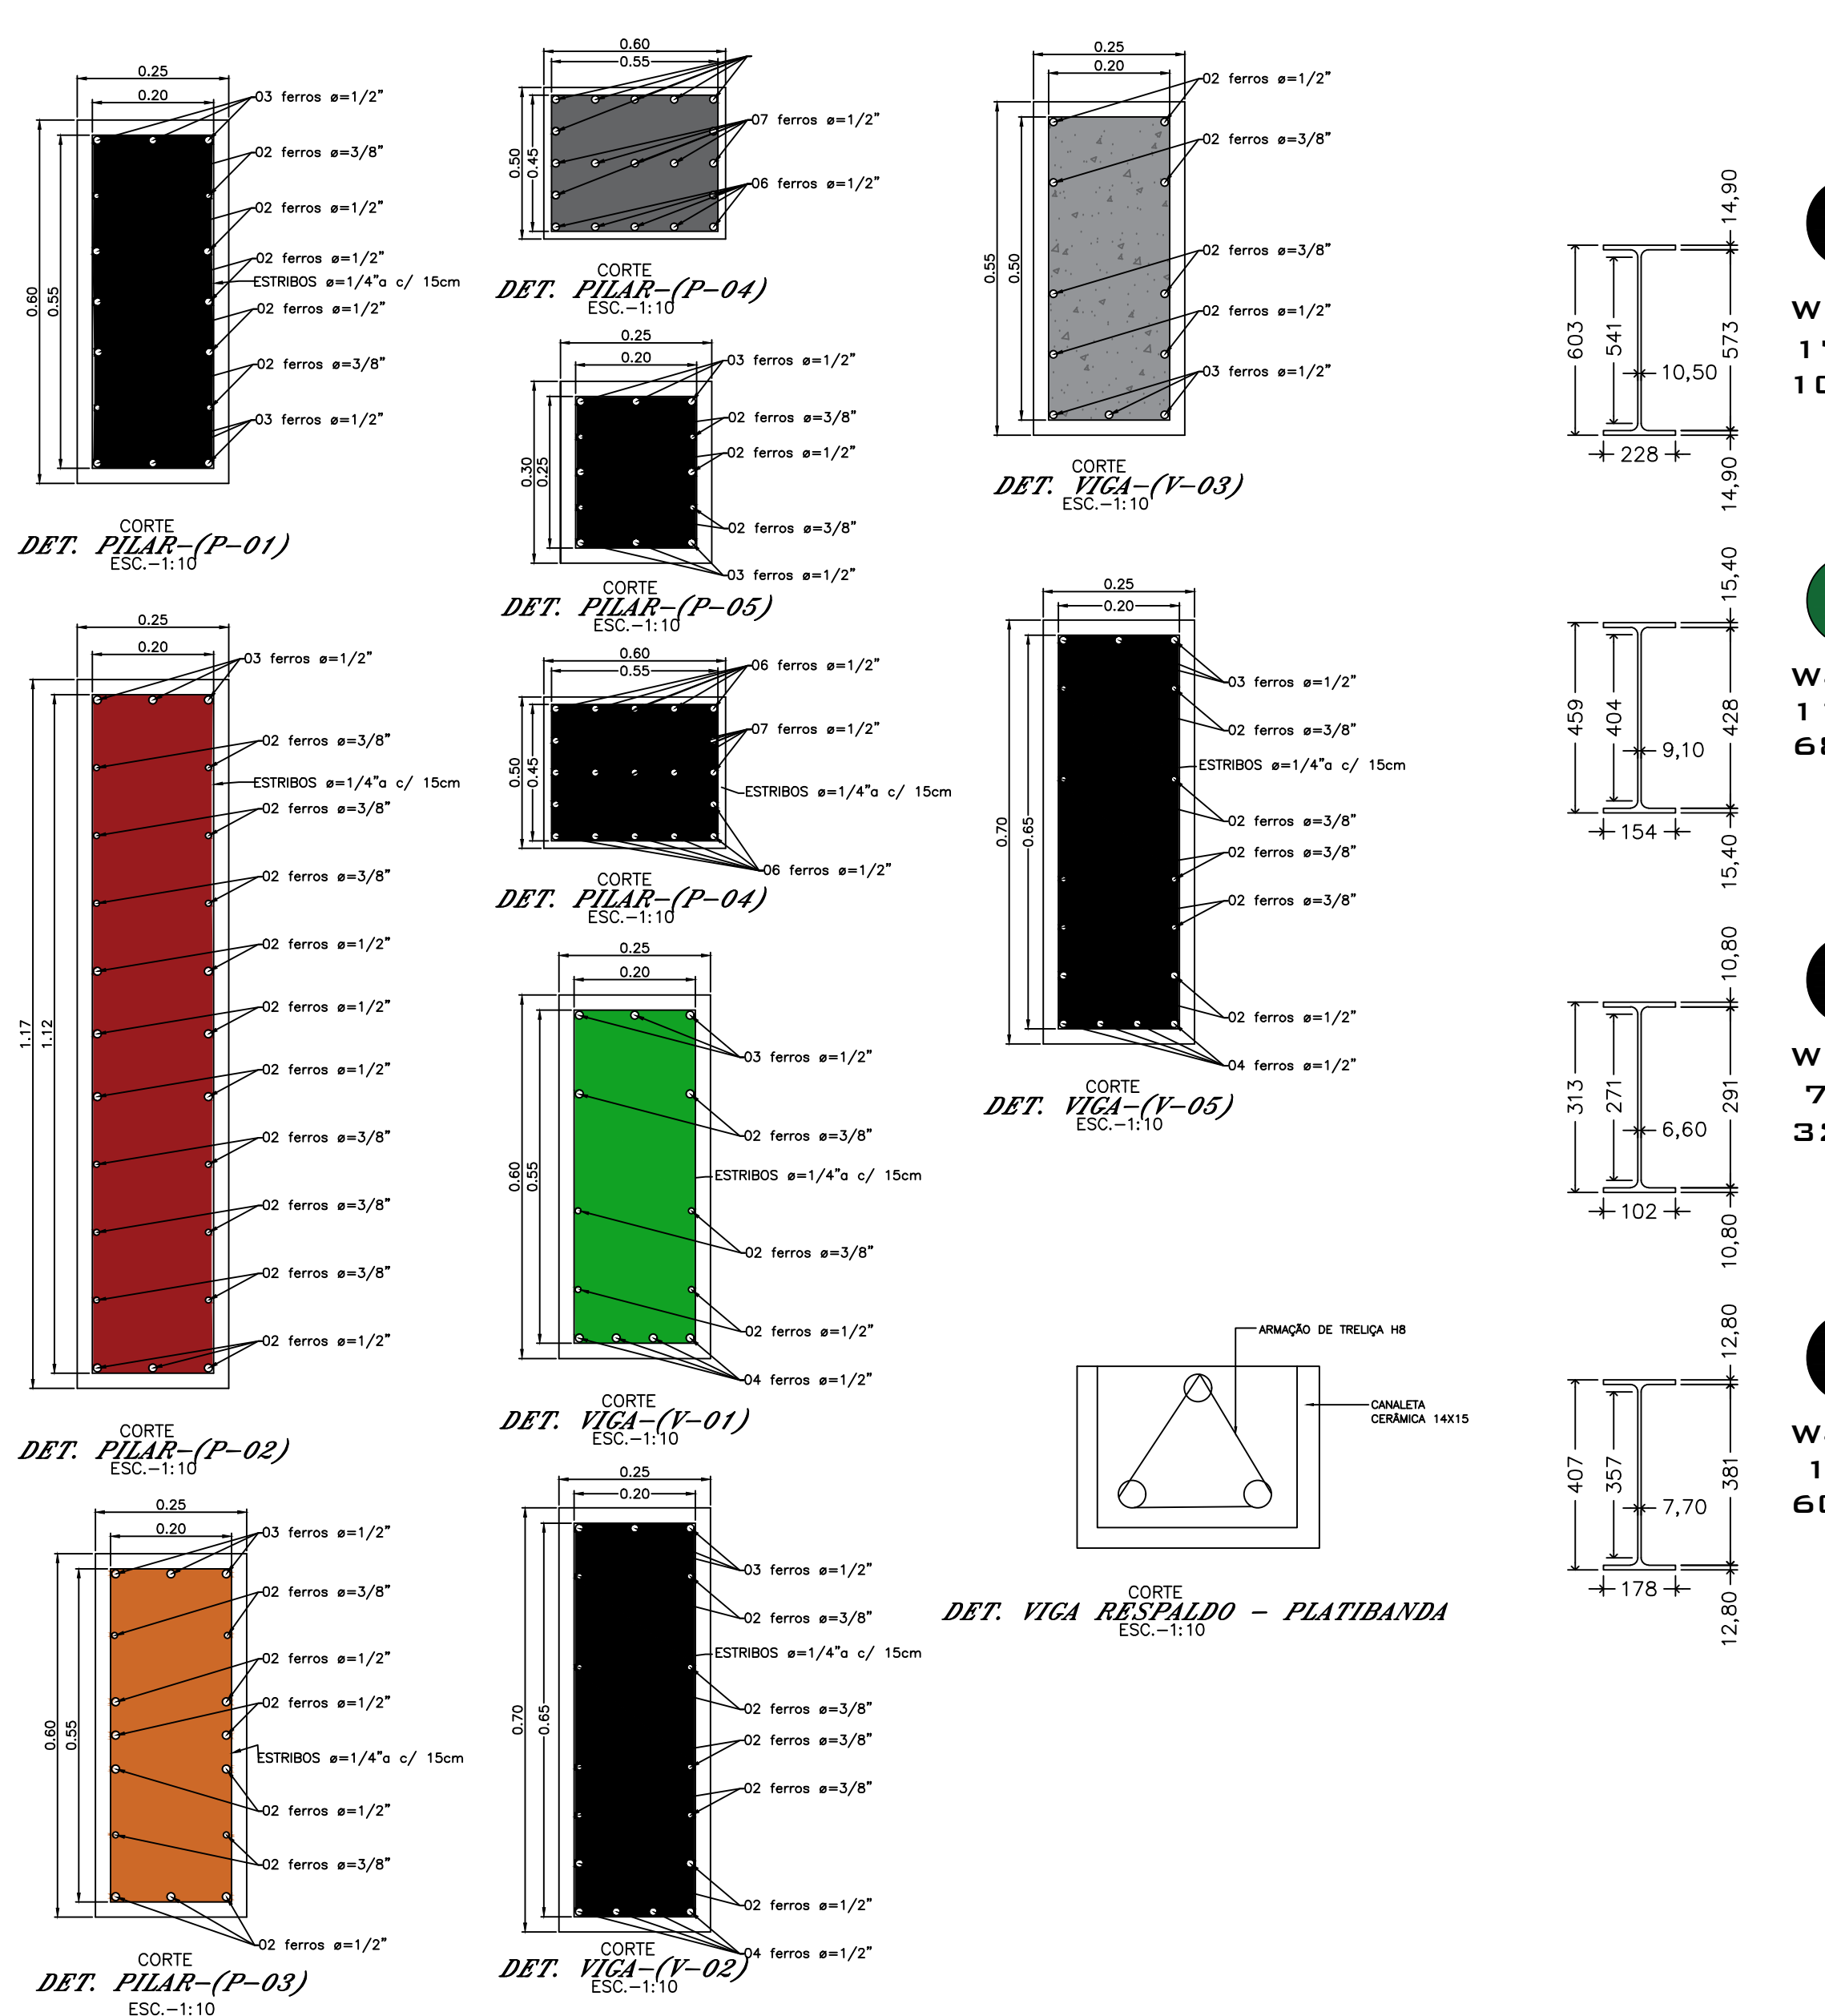 0.25
0.20
0.60
0.55
03 ferros ø=1/2"
02 ferros ø=3/8"
02 ferros ø=1/2"
02 ferros ø=1/2"
ESTRIBOS ø=1/4"a c/ 15cm
02 ferros ø=1/2"
02 ferros ø=3/8"
03 ferros ø=1/2"
CORTE
DET. PILAR-(P-01)
ESC.-1:10
0.25
0.20
1.17
1.12
03 ferros ø=1/2"
02 ferros ø=3/8"
ESTRIBOS ø=1/4"a c/ 15cm
02 ferros ø=3/8"
02 ferros ø=3/8"
02 ferros ø=1/2"
02 ferros ø=1/2"
02 ferros ø=1/2"
02 ferros ø=3/8"
02 ferros ø=3/8"
02 ferros ø=3/8"
02 ferros ø=1/2"
CORTE
DET. PILAR-(P-02)
ESC.-1:10
0.25
0.20
0.60
0.55
03 ferros ø=1/2"
02 ferros ø=3/8"
02 ferros ø=1/2"
02 ferros ø=1/2"
ESTRIBOS ø=1/4"a c/ 15cm
02 ferros ø=1/2"
02 ferros ø=3/8"
02 ferros ø=1/2"
CORTE
DET. PILAR-(P-03)
ESC.-1:10
0.60
0.55
0.50
0.45
07 ferros ø=1/2"
06 ferros ø=1/2"
CORTE
DET. PILAR-(P-04)
ESC.-1:10
0.25
0.20
0.30
0.25
03 ferros ø=1/2"
02 ferros ø=3/8"
02 ferros ø=1/2"
02 ferros ø=3/8"
03 ferros ø=1/2"
CORTE
DET. PILAR-(P-05)
ESC.-1:10
0.60
0.55
0.50
0.45
06 ferros ø=1/2"
07 ferros ø=1/2"
ESTRIBOS ø=1/4"a c/ 15cm
06 ferros ø=1/2"
CORTE
DET. PILAR-(P-04)
ESC.-1:10
0.25
0.20
0.60
0.55
03 ferros ø=1/2"
02 ferros ø=3/8"
ESTRIBOS ø=1/4"a c/ 15cm
02 ferros ø=3/8"
02 ferros ø=1/2"
04 ferros ø=1/2"
CORTE
DET. VIGA-(V-01)
ESC.-1:10
0.25
0.20
0.70
0.65
03 ferros ø=1/2"
02 ferros ø=3/8"
ESTRIBOS ø=1/4"a c/ 15cm
02 ferros ø=3/8"
02 ferros ø=3/8"
02 ferros ø=3/8"
02 ferros ø=1/2"
04 ferros ø=1/2"
CORTE
DET. VIGA-(V-02)
ESC.-1:10
0.25
0.20
0.55
0.50
02 ferros ø=1/2"
02 ferros ø=3/8"
02 ferros ø=3/8"
02 ferros ø=1/2"
03 ferros ø=1/2"
CORTE
DET. VIGA-(V-03)
ESC.-1:10
0.25
0.20
0.70
0.65
03 ferros ø=1/2"
02 ferros ø=3/8"
ESTRIBOS ø=1/4"a c/ 15cm
02 ferros ø=3/8"
02 ferros ø=3/8"
02 ferros ø=3/8"
02 ferros ø=1/2"
04 ferros ø=1/2"
CORTE
DET. VIGA-(V-05)
ESC.-1:10
ARMAÇÃO DE TRELIÇA H8
CANALETA
CERÂMICA 14X15
CORTE
DET. VIGA RESPALDO - PLATIBANDA
ESC.-1:10
14,90
603
541
573
10,50
228
14,90
W
15,40
459
404
428
9,10
154
15,40
10,80
313
271
291
6,60
102
10,80
W
12,80
407
357
381
7,70
178
12,80